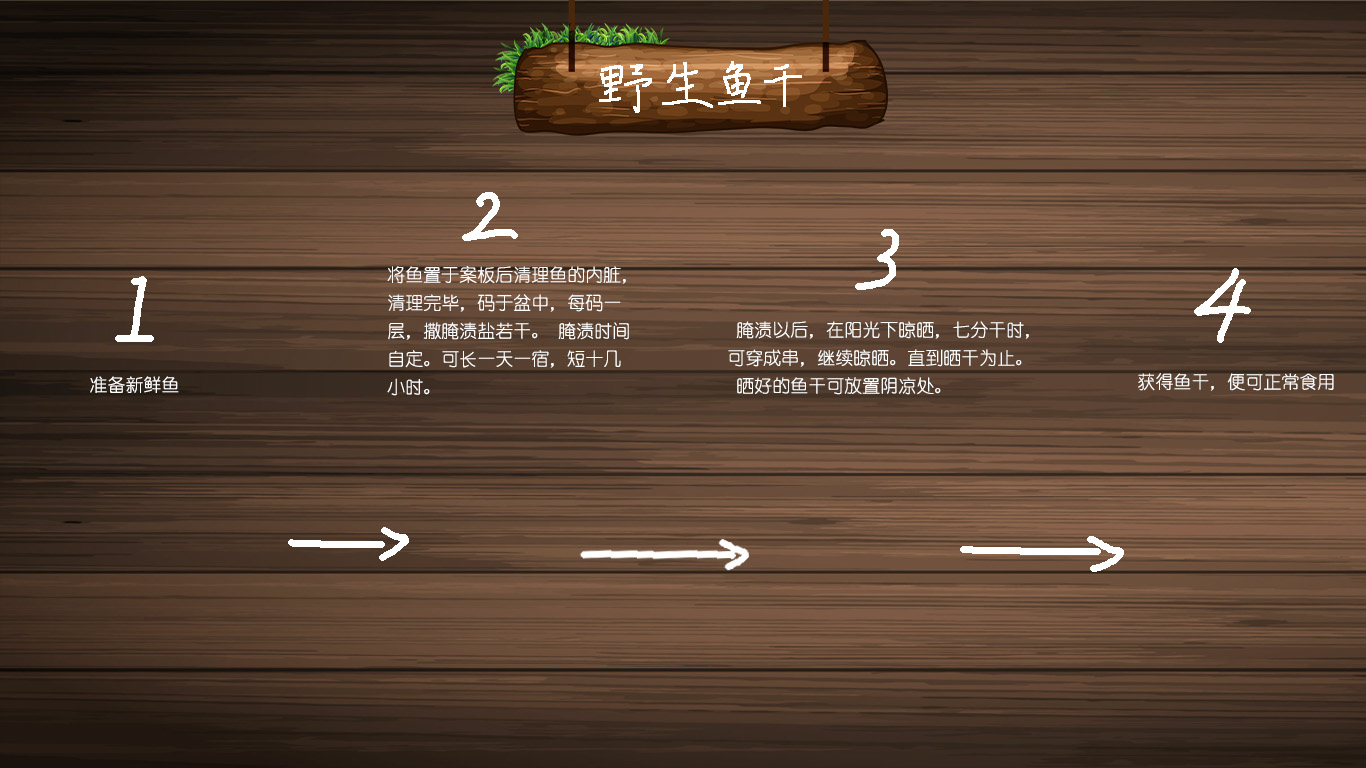 野生鱼干
1
准备新鲜鱼
2
将鱼置于案板后清理鱼的内脏，
清理完毕，码于盆中，每码一
层，撒腌渍盐若干。 腌渍时间
自定。可长一天一宿，短十几
小时。
3
腌渍以后，在阳光下晾晒，七分干时，
可穿成串，继续晾晒。直到晒干为止。
晒好的鱼干可放置阴凉处。
4
获得鱼干，便可正常食用